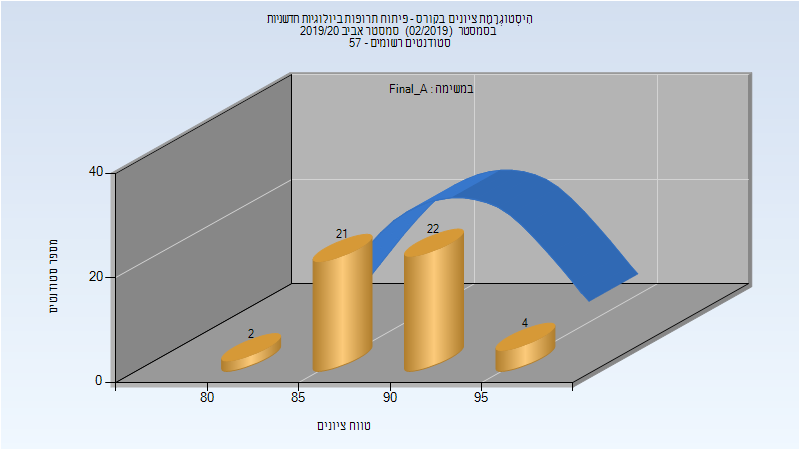 היסטוגרמת ציונים בקורס - פיתוח תרופות ביולוגיות חדשניות
בסמסטר (02/2019) סמסטר אביב 2019/20
סטודנטים רשומים - 57
במשימה : Final_A
מספר סטודנטים
40
20
0
2
21
22
4
80
85
90
95
טווח ציונים